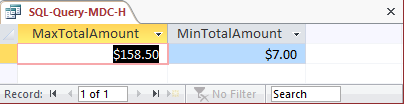 SQL-Query-MDC-H
MaxTotalAmount MinTotalAmount
$158.50 $7.00
Record: 1 of 1 No Filter Search